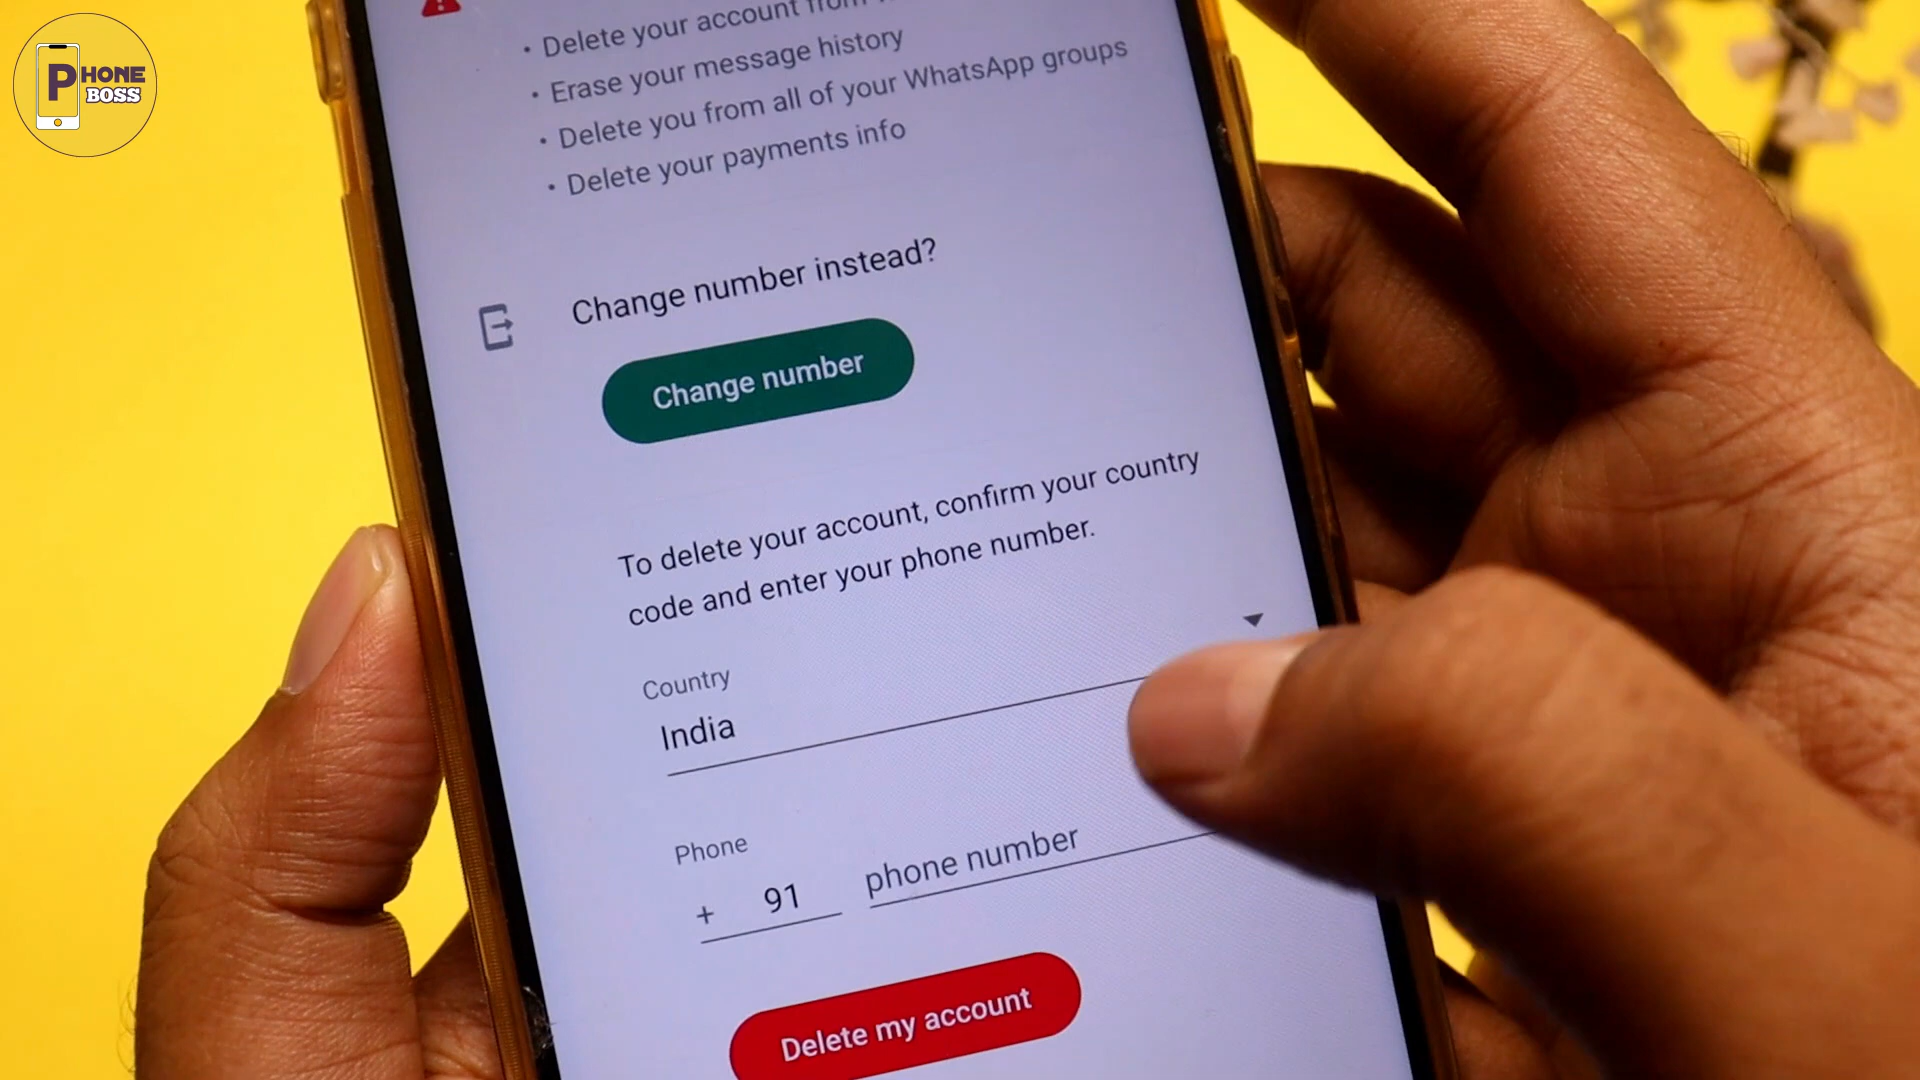 PHONE
BOSS
• Delete your account from
• Erase your message history
• Delete you from all of your WhatsApp groups
• Delete your payments info
Change number instead?
Change number
To delete your account, confirm your country
code and enter your phone number.
Country
India
Phone
+ 91 phone number
Delete my account